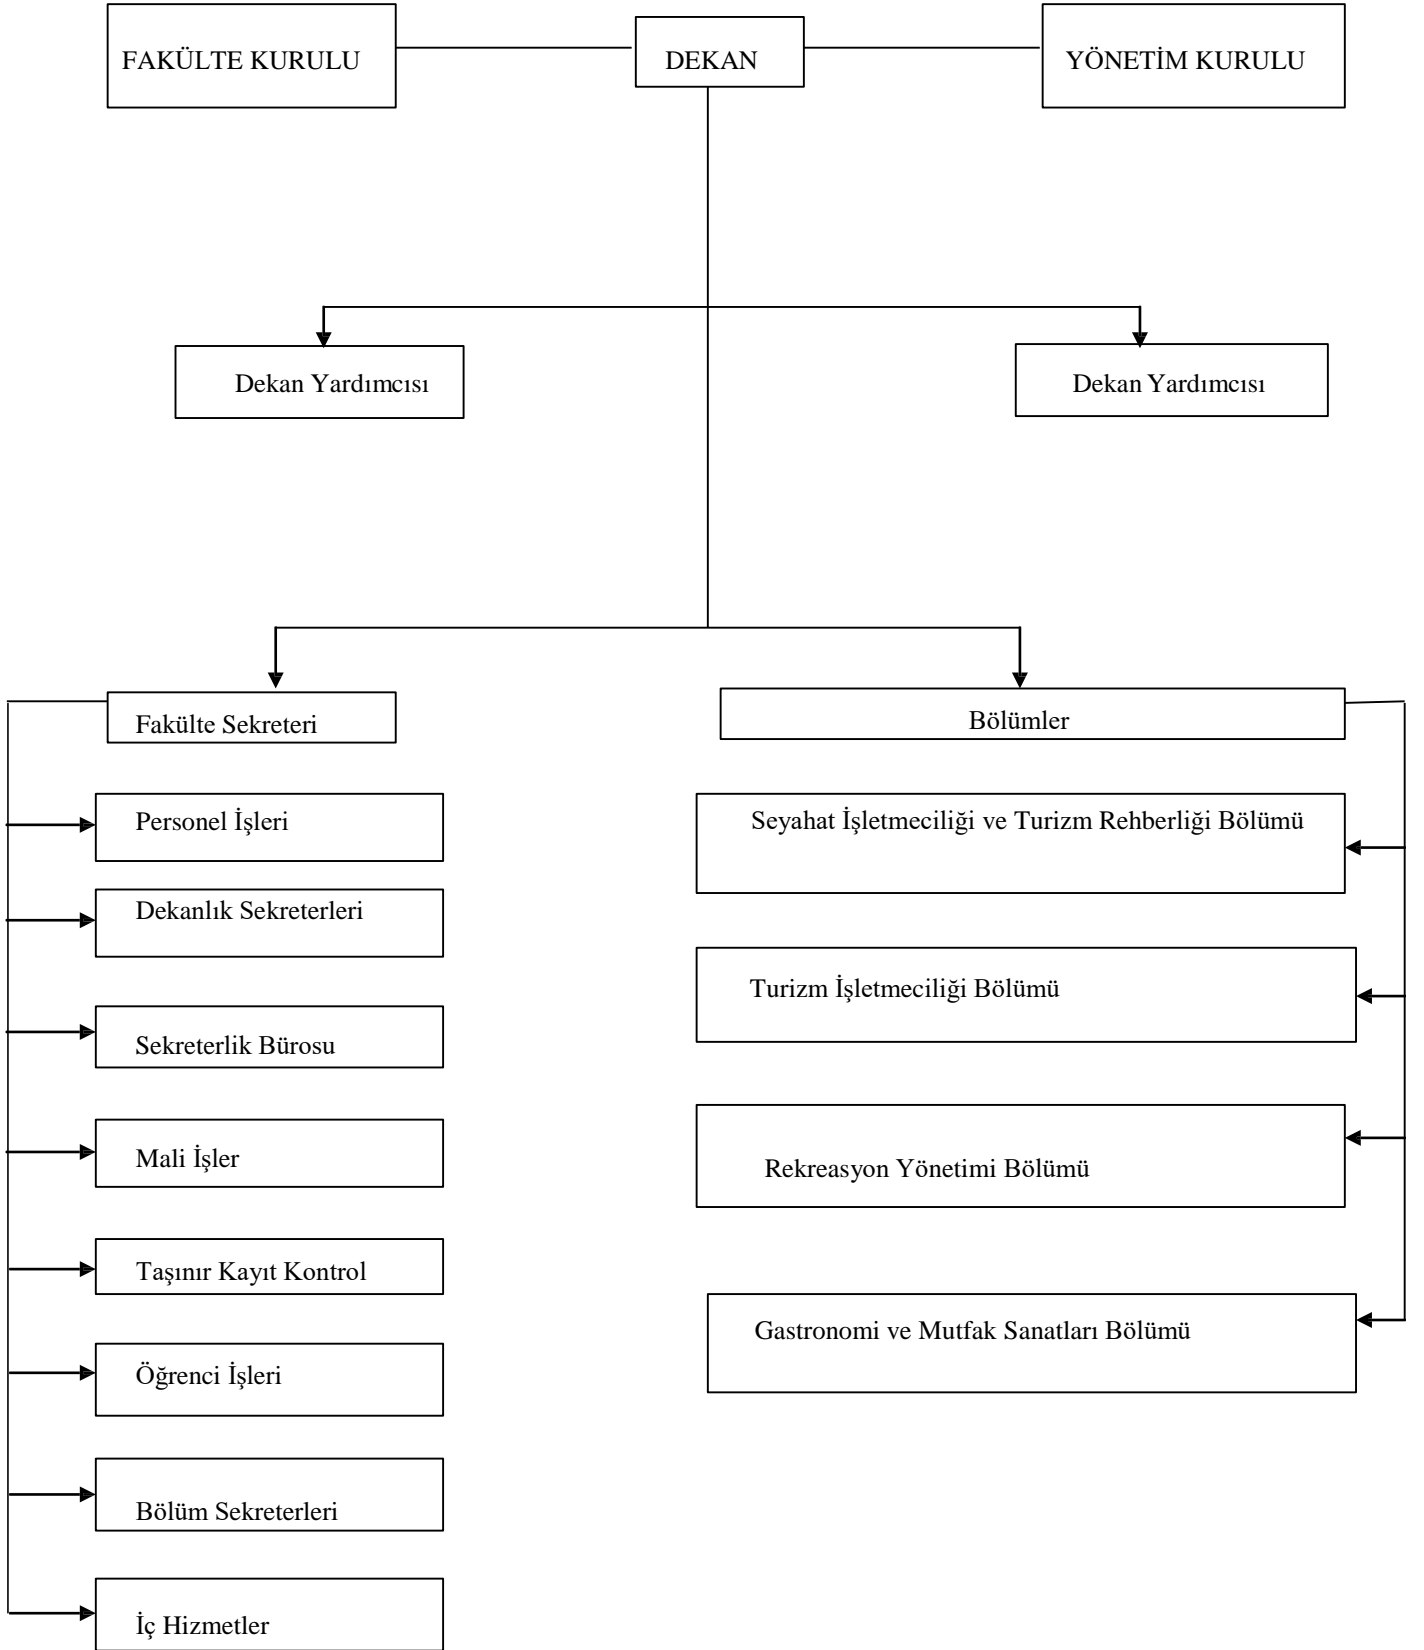 FAKÜLTE KURULU
DEKAN
YÖNETİM KURULU
Dekan Yardımcısı
Dekan Yardımcısı
Fakülte Sekreteri
Bölümler
Personel İşleri
Dekanlık Sekreterleri
Sekreterlik Bürosu
Mali İşler
Taşınır Kayıt Kontrol
Öğrenci İşleri
Bölüm Sekreterleri
İç Hizmetler
Seyahat İşletmeciliği ve Turizm Rehberliği Bölümü
Turizm İşletmeciliği Bölümü
Rekreasyon Yönetimi Bölümü
Gastronomi ve Mutfak Sanatları Bölümü